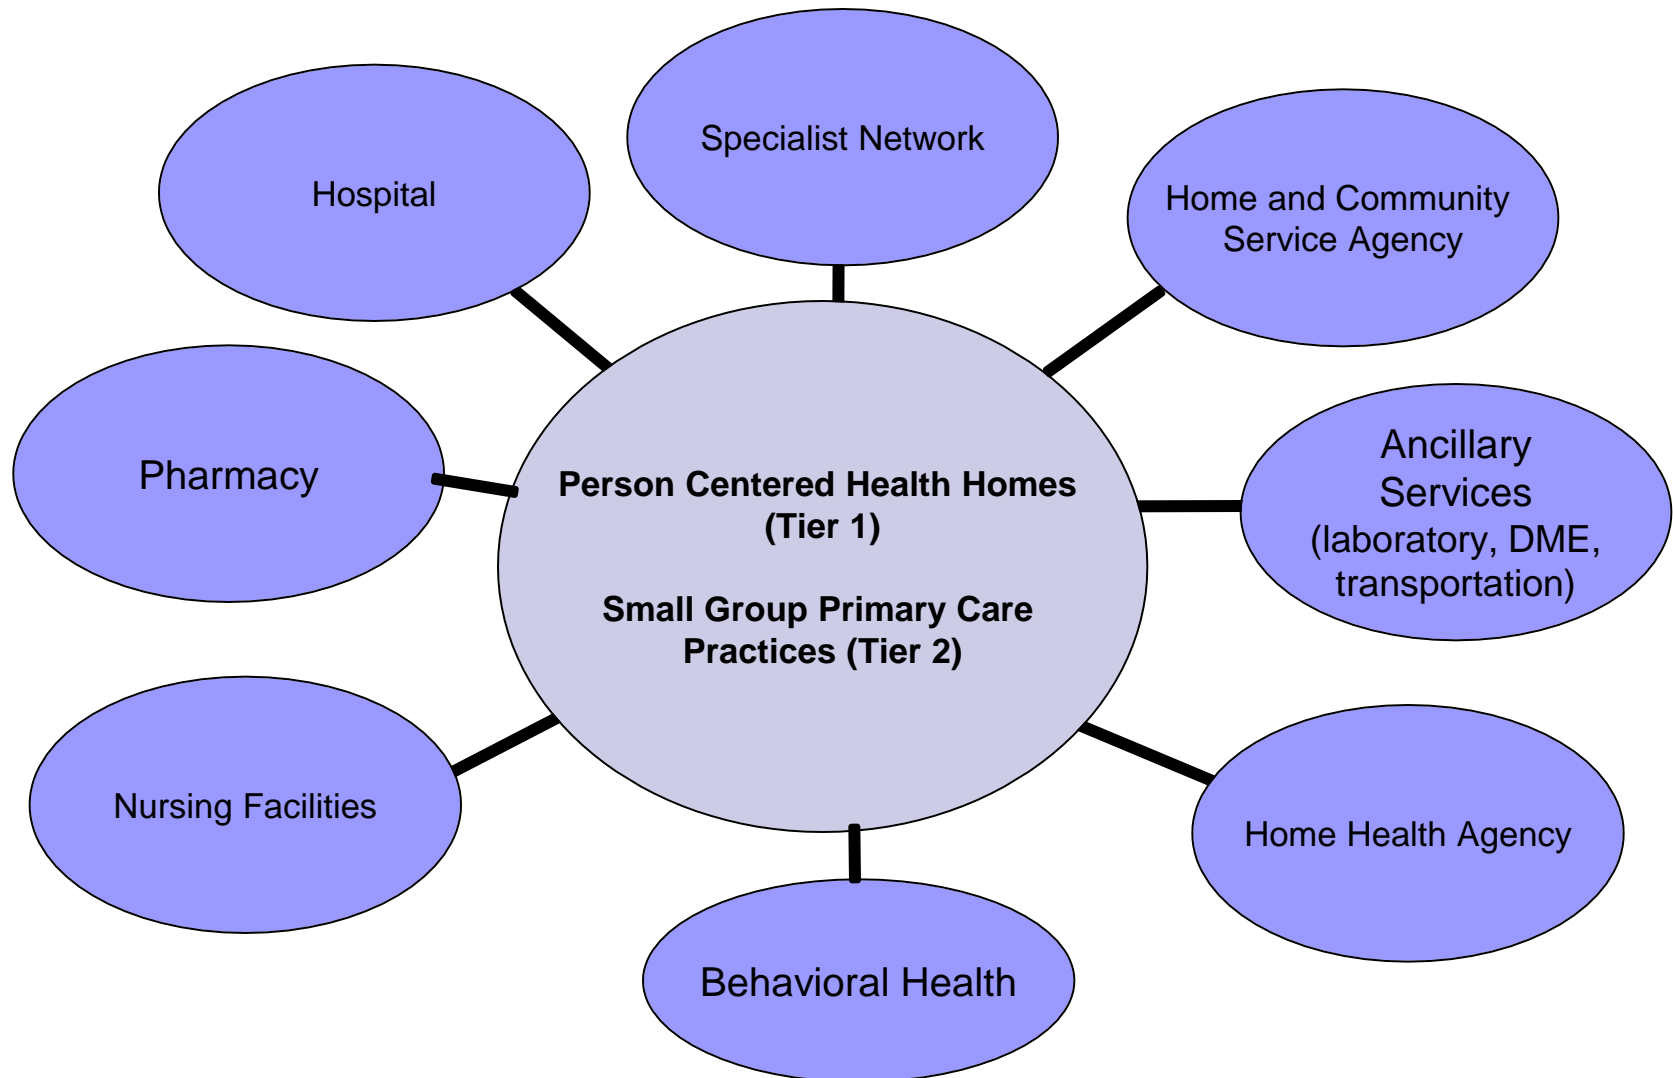 Specialist Network
Hospital
Home and Community
Service Agency
Pharmacy
Person Centered Health Homes
(Tier 1)
Small Group Primary Care
Practices (Tier 2)
Ancillary
Services
(laboratory, DME,
transportation)
Nursing Facilities
Home Health Agency
Behavioral Health